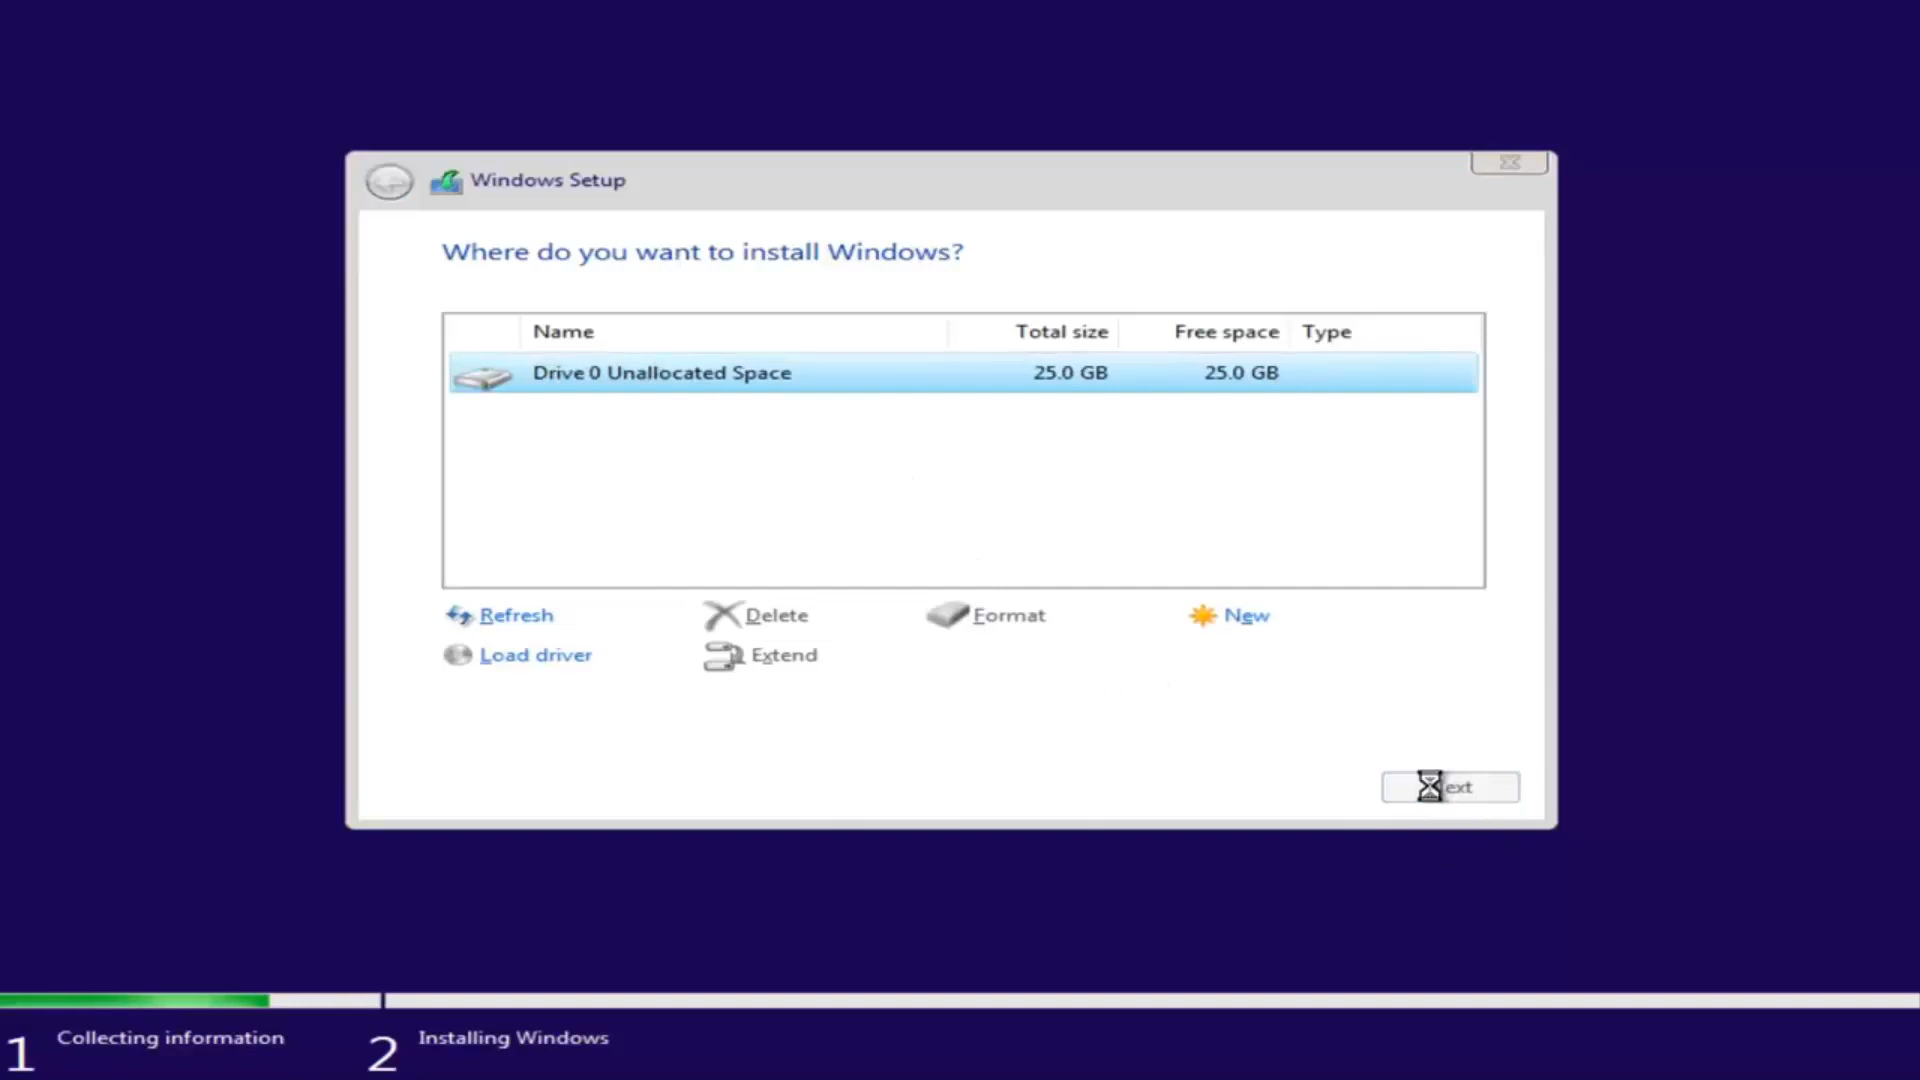 Windows Setup
Where do you want to install Windows?
Name Total size Free space Type
Drive 0 Unallocated Space 25.0 GB 25.0 GB
Refresh Delete Format New
Load driver Extend
ext
1 Collecting information 2 Installing Windows